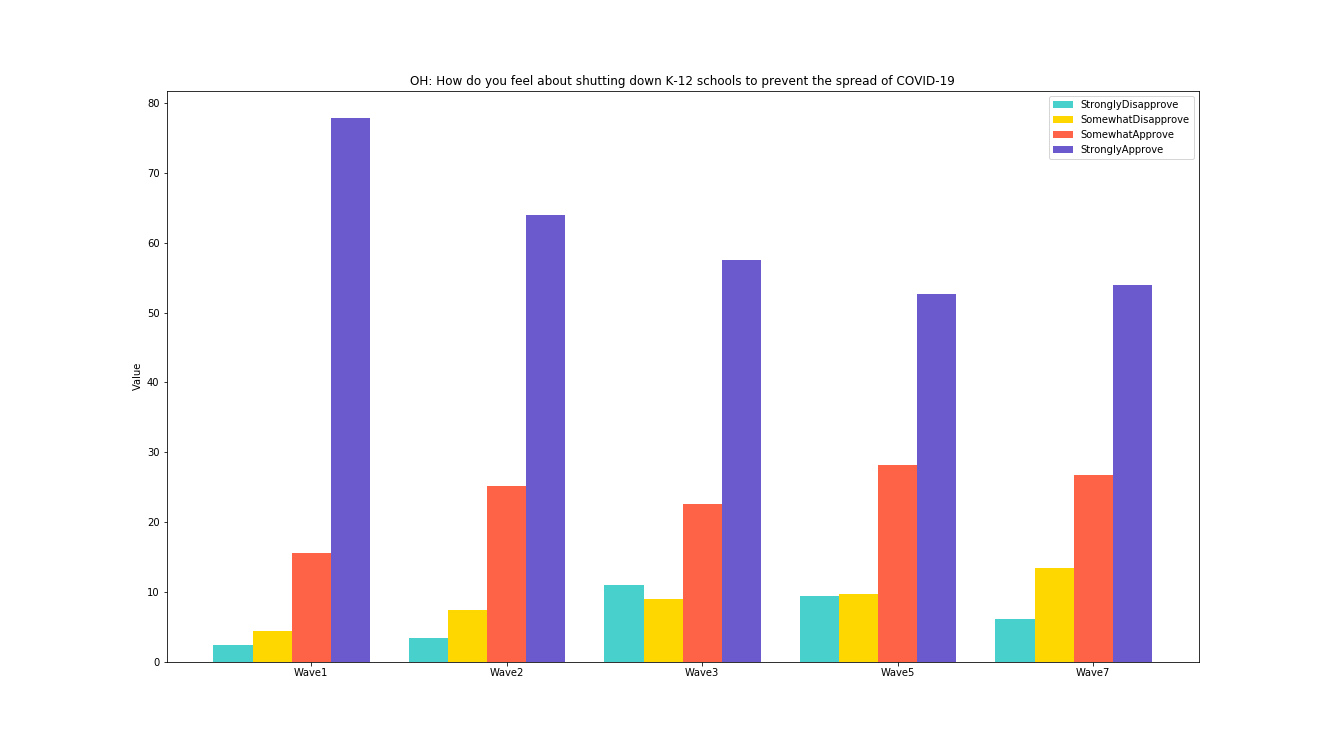 OH: How do you feel about shutting down K-12 schools to prevent the spread of COVID-19
StronglyDisapprove
SomewhatDisapprove
SomewhatApprove
StronglyApprove
Value
80
70
60
50
40
30
20
10
0
Wave1 Wave2 Wave3 Wave5 Wave7